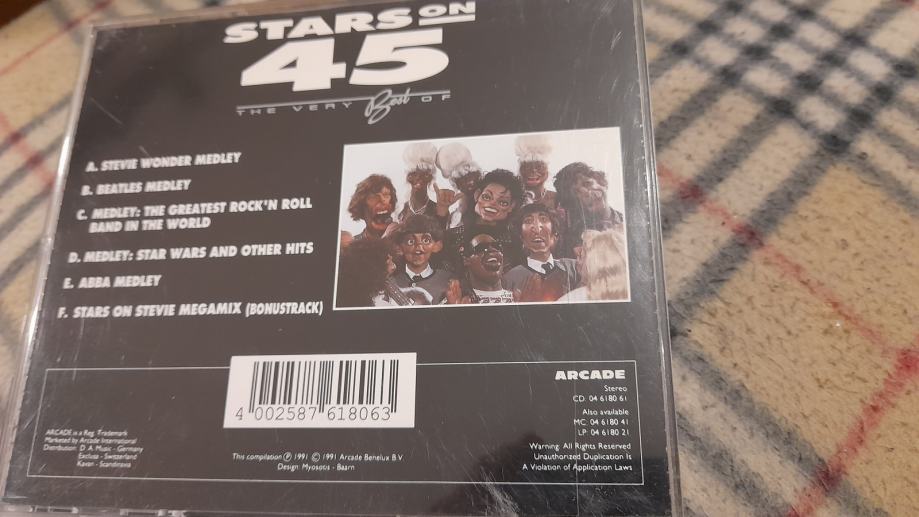 STARS ON
45
THE VERY Best OF
A. STEVIE WONDER MEDLEY
B. BEATLES MEDLEY
C. MEDLEY: THE GREATEST ROCK'N ROLL
BAND IN THE WORLD
D. MEDLEY: STAR WARS AND OTHER HITS
E. ABBA MEDLEY
F. STARS ON STEVIE MEGAMIX (BONUSTRACK)
4 002587 618063
ARCADE is a Reg. Trademark
Marketed by Arcade International
Distribution: D. A. Music - Germany
Exclusa - Switzerland
Kavan - Scandinavia
This compilation Ⓟ 1991 © 1991 Arcade Benelux B.V.
Design: Myosotis - Baarn
ARCADE
Stereo
CD: 04 6180 61
Also available
MC: 04 6180 41
LP: 04 6180 21
Warning: All Rights Reserved
Unauthorized Duplication Is
A Violation of Application Laws